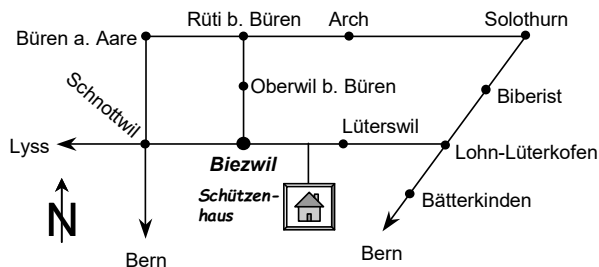 Rüti b. Büren
Solothurn
Büren a. Aare
Arch
Schnottwil
Oberwil b. Büren
Biberist
Lyss
Lüterswil
Biezwil
Lohn-Lüterkofen
Schützen-
haus
Bätterkinden
N
Bern
Bern